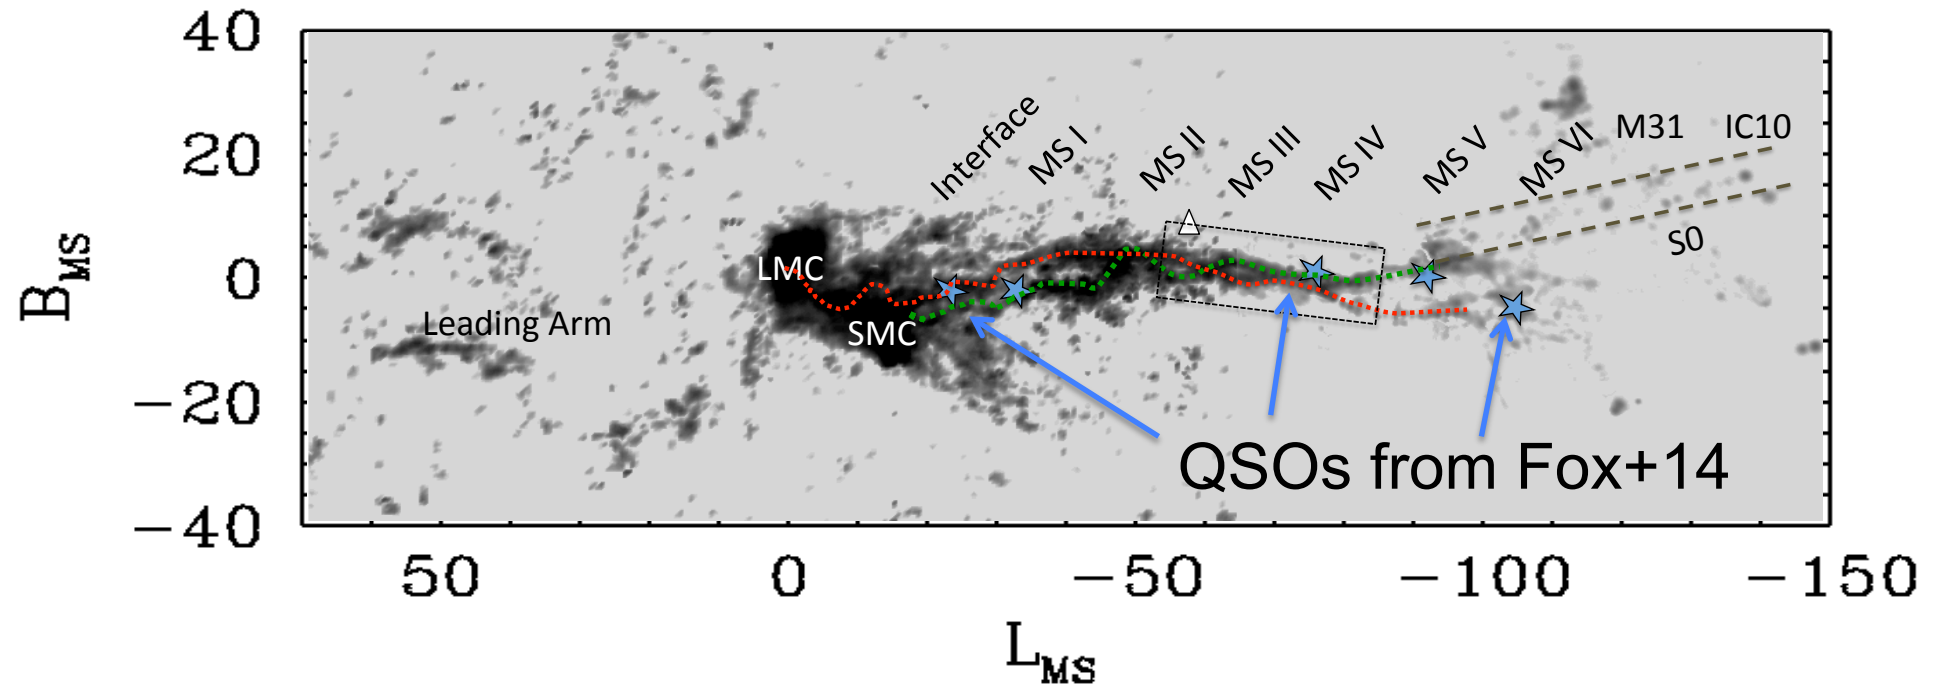 40
20
0
−20
−40
B_MS
Interface
MS I
MS II
MS III
MS IV
MS V
MS VI
M31
IC10
S0
LMC
SMC
Leading Arm
QSOs from Fox+14
50
0
−50
−100
−150
L_MS